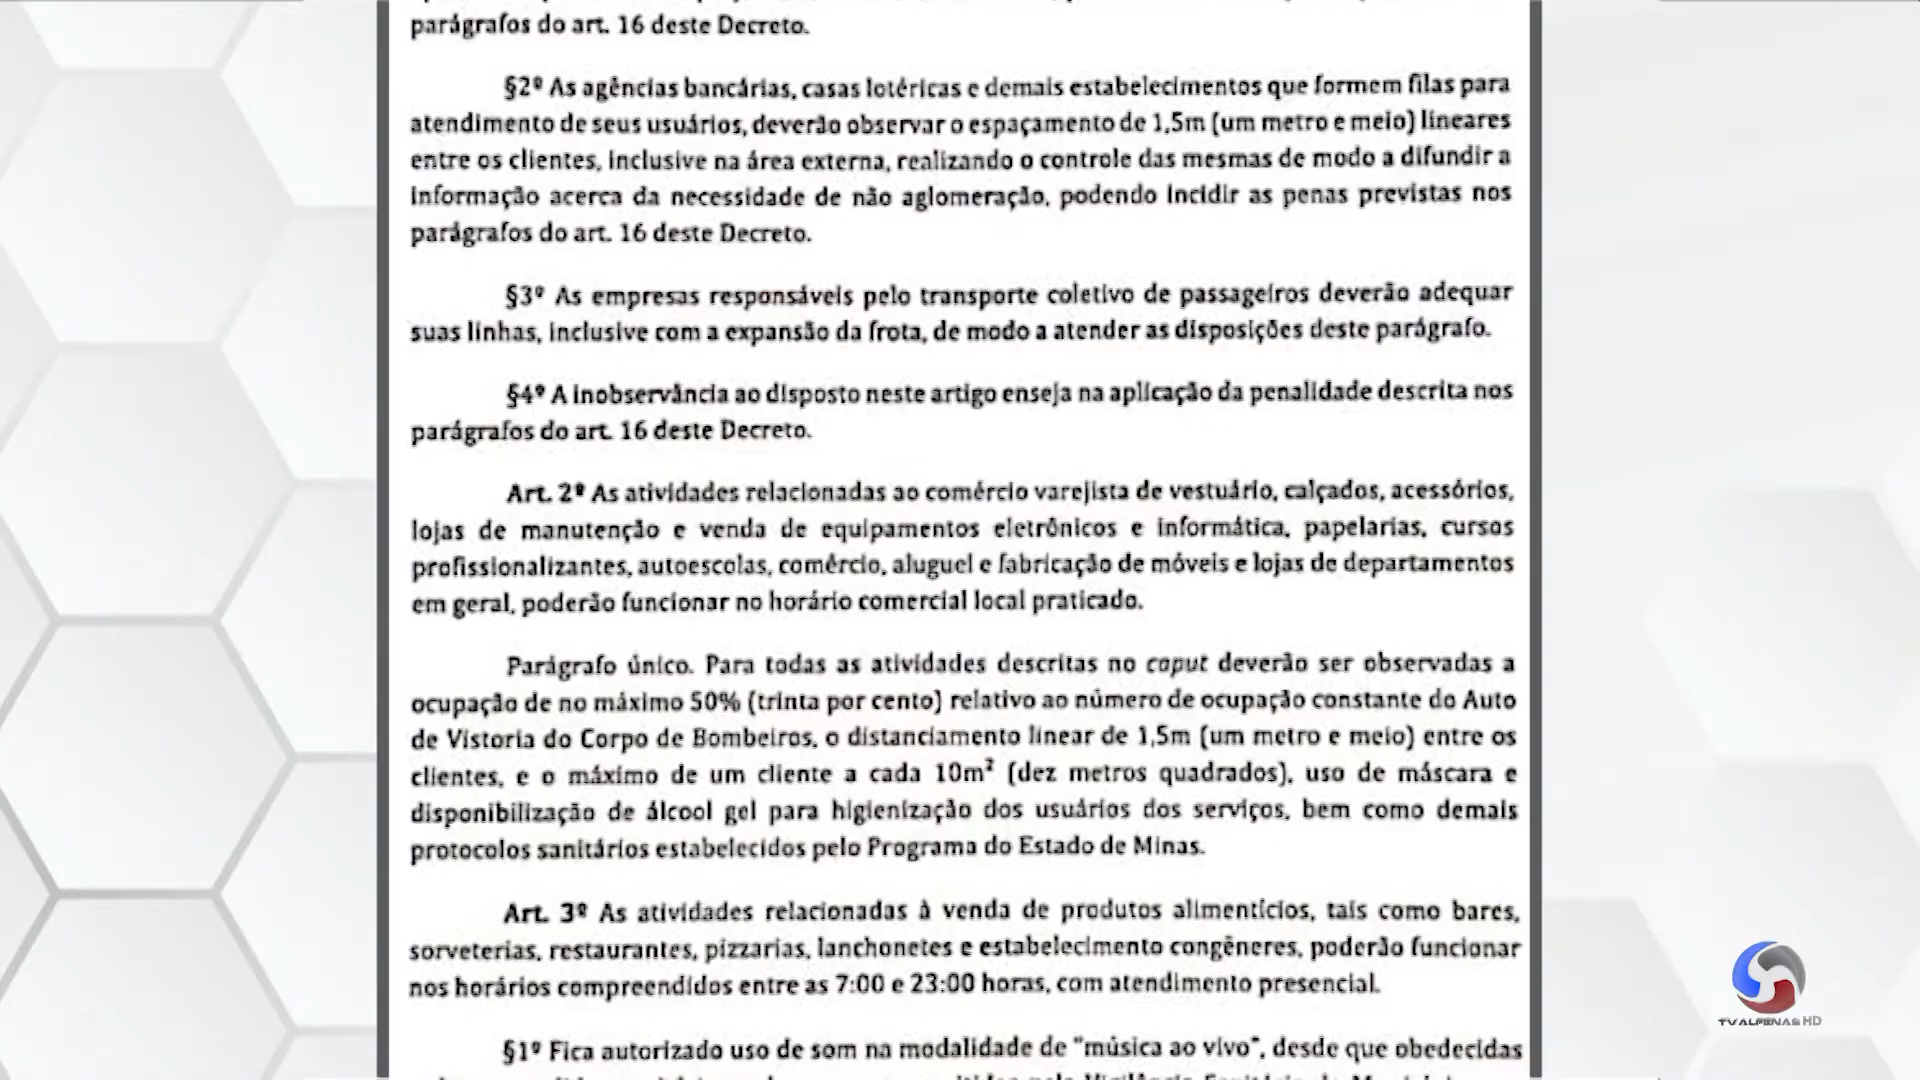 parágrafos do art. 16 deste Decreto.
§2º As agências bancárias, casas lotéricas e demais estabelecimentos que formem filas para
atendimento de seus usuários, deverão observar o espaçamento de 1,5m (um metro e meio) lineares
entre os clientes, inclusive na área externa, realizando o controle das mesmas de modo a difundir a
informação acerca da necessidade de não aglomeração, podendo incidir as penas previstas nos
parágrafos do art. 16 deste Decreto.
§3º As empresas responsáveis pelo transporte coletivo de passageiros deverão adequar
suas linhas, inclusive com a expansão da frota, de modo a atender as disposições deste parágrafo.
§4º A inobservância ao disposto neste artigo enseja na aplicação da penalidade descrita nos
parágrafos do art. 16 deste Decreto.
Art. 2º As atividades relacionadas ao comércio varejista de vestuário, calçados, acessórios,
lojas de manutenção e venda de equipamentos eletrônicos e informática, papelarias, cursos
profissionalizantes, autoescolas, comércio, aluguel e fabricação de móveis e lojas de departamentos
em geral, poderão funcionar no horário comercial local praticado.
Parágrafo único. Para todas as atividades descritas no caput deverão ser observadas a
ocupação de no máximo 50% (trinta por cento) relativo ao número de ocupação constante do Auto
de Vistoria do Corpo de Bombeiros, o distanciamento linear de 1,5m (um metro e meio) entre os
clientes, e o máximo de um cliente a cada 10m² (dez metros quadrados), uso de máscara e
disponibilização de álcool gel para higienização dos usuários dos serviços, bem como demais
protocolos sanitários estabelecidos pelo Programa do Estado de Minas.
Art. 3º As atividades relacionadas à venda de produtos alimentícios, tais como bares,
sorveterias, restaurantes, pizzarias, lanchonetes e estabelecimento congêneres, poderão funcionar
nos horários compreendidos entre as 7:00 e 23:00 horas, com atendimento presencial.
§1º Fica autorizado uso de som na modalidade de "música ao vivo", desde que obedecidas
TV ALFENAS HD